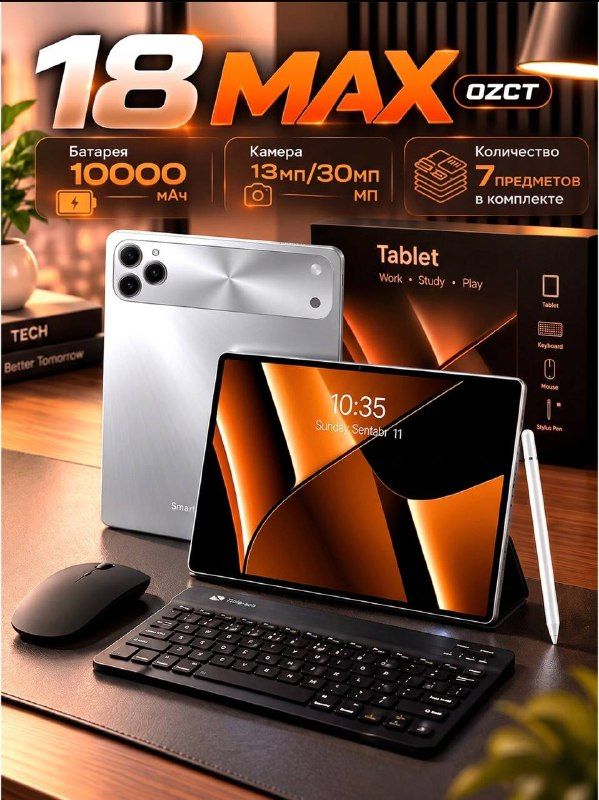 18 MAX
OZCT
Батарея
10000
мАч
Камера
13мп/30мп
мп
Количество
7 ПРЕДМЕТОВ
в комплекте
Tablet
Work • Study • Play
Tablet
Keyboard
Mouse
Stylus Pen
TECH
Better Tomorrow
10:35
Sunday Sentabr 11
Smart